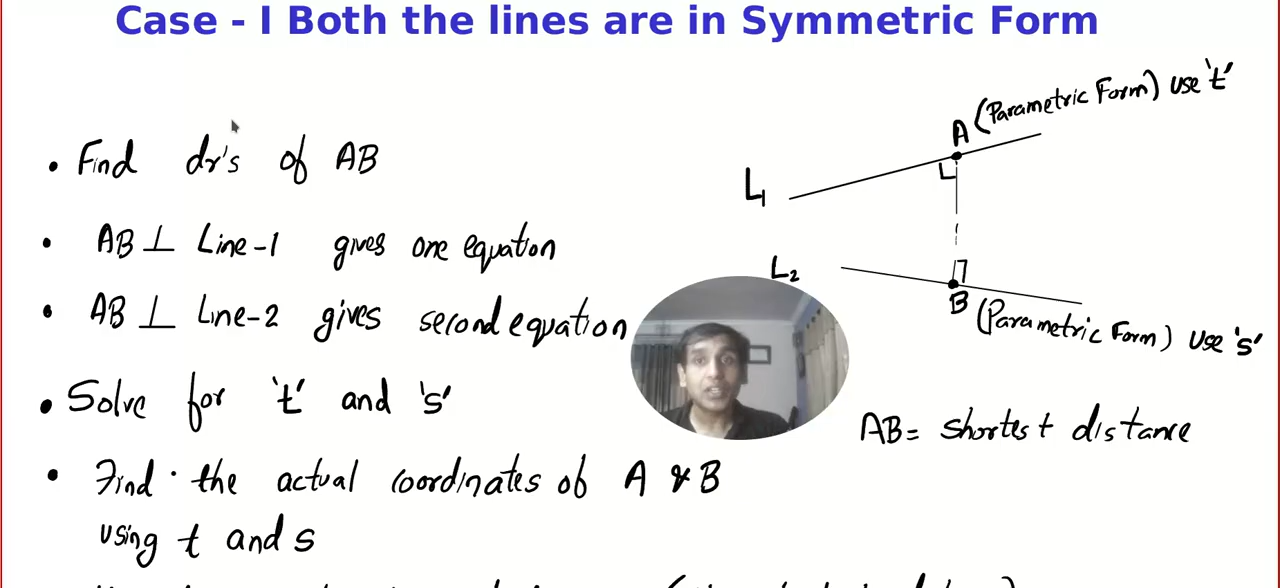 Case - I Both the lines are in Symmetric Form
A (Parametric Form) use 't'
• Find dr's of AB
L1
• AB ⊥ Line-1 gives one equation
L2
• AB ⊥ Line-2 gives second equation
B (Parametric Form) use 's'
• Solve for 't' and 's'
AB = shortest distance
• Find the actual coordinates of A & B
using t and s